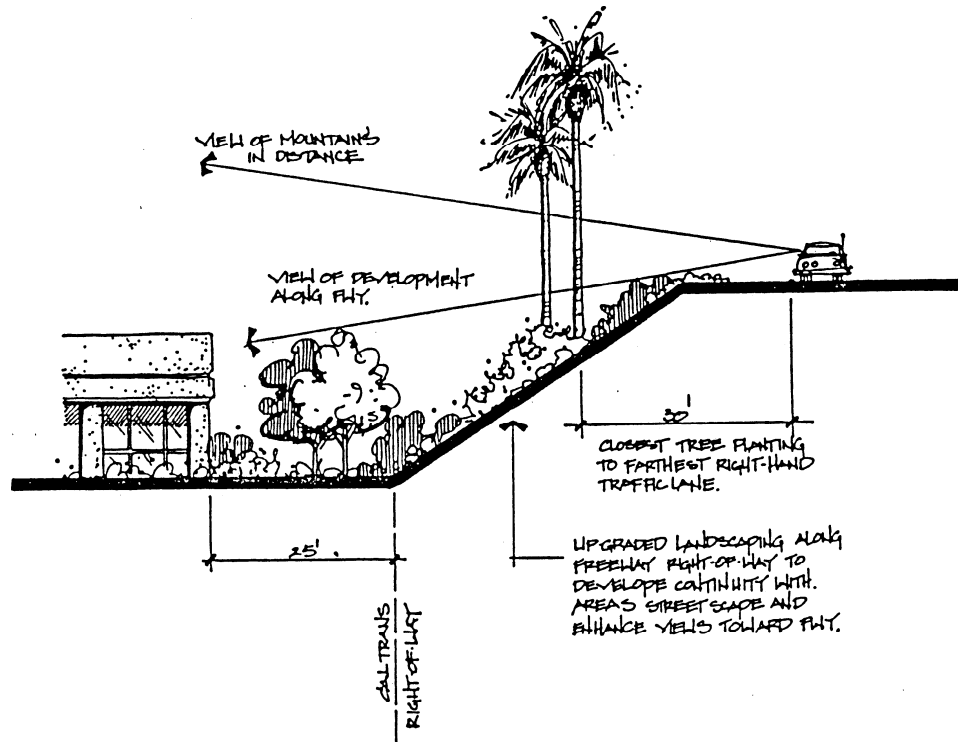 VIEW OF MOUNTAINS
IN DISTANCE
VIEW OF DEVELOPMENT
ALONG FWY.
30'
CLOSEST TREE PLANTING
TO FARTHEST RIGHT-HAND
TRAFFIC LANE.
25'.
UPGRADED LANDSCAPING ALONG
FREEWAY RIGHT-OF-WAY TO
DEVELOPE CONTINUITY WITH.
AREAS STREETSCAPE AND
ENHANCE VIEWS TOWARD FWY.
CALTRANS
RIGHT-OF-WAY